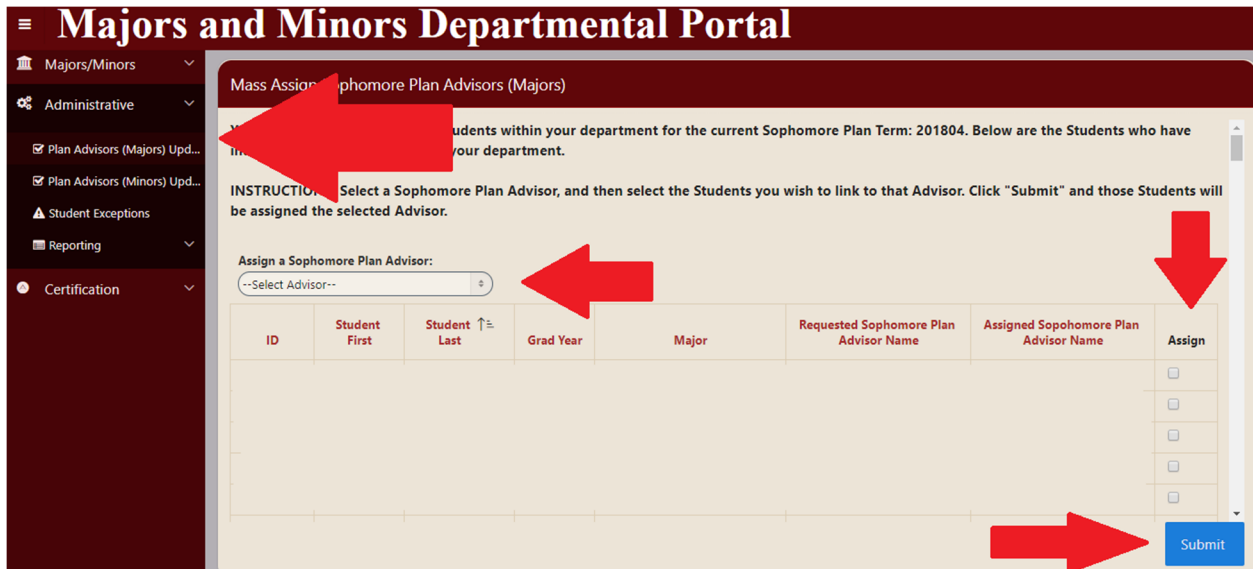 Majors and Minors Departmental Portal
Majors/Minors
Administrative
Plan Advisors (Majors) Upd...
Plan Advisors (Minors) Upd...
Student Exceptions
Reporting
Certification
Mass Assign Sophomore Plan Advisors (Majors)
udents within your department for the current Sophomore Plan Term: 201804. Below are the Students who have
your department.
INSTRUCTION Select a Sophomore Plan Advisor, and then select the Students you wish to link to that Advisor. Click "Submit" and those Students will
be assigned the selected Advisor.
Assign a Sophomore Plan Advisor:
--Select Advisor--
ID
Student
First
Student
Last
Grad Year
Major
Requested Sophomore Plan
Advisor Name
Assigned Sopohomore Plan
Advisor Name
Assign
Submit